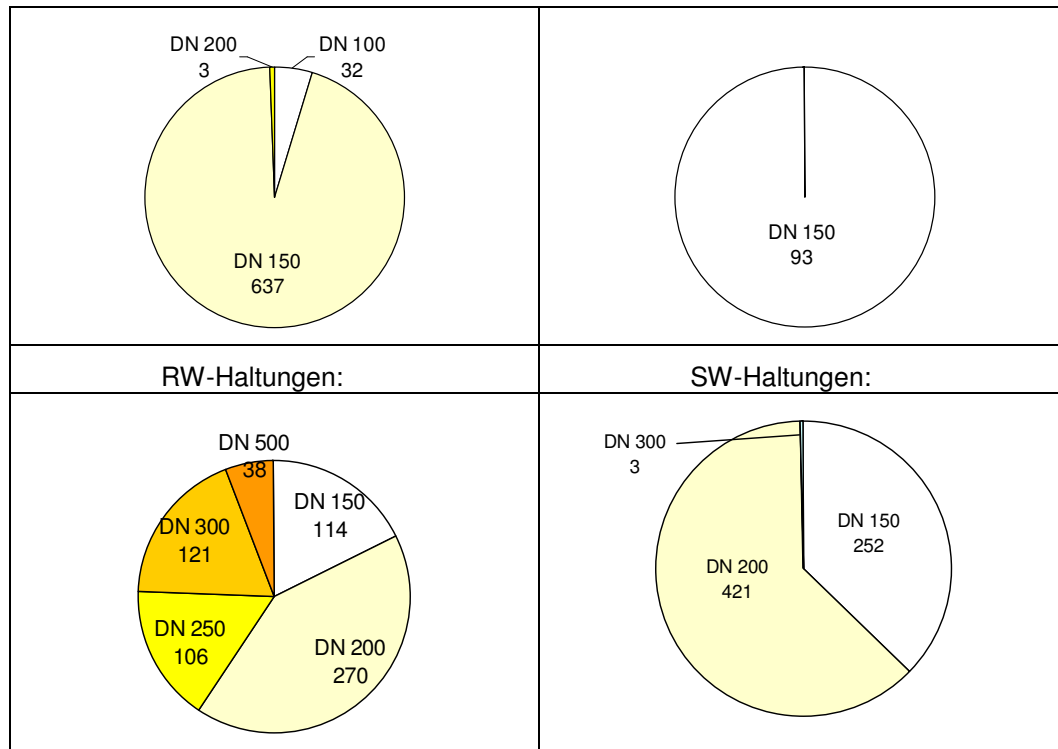 DN 200
3
DN 100
32
DN 150
637
DN 150
93
RW-Haltungen:
SW-Haltungen:
DN 500
38
DN 150
114
DN 300
121
DN 250
106
DN 200
270
DN 300
3
DN 150
252
DN 200
421